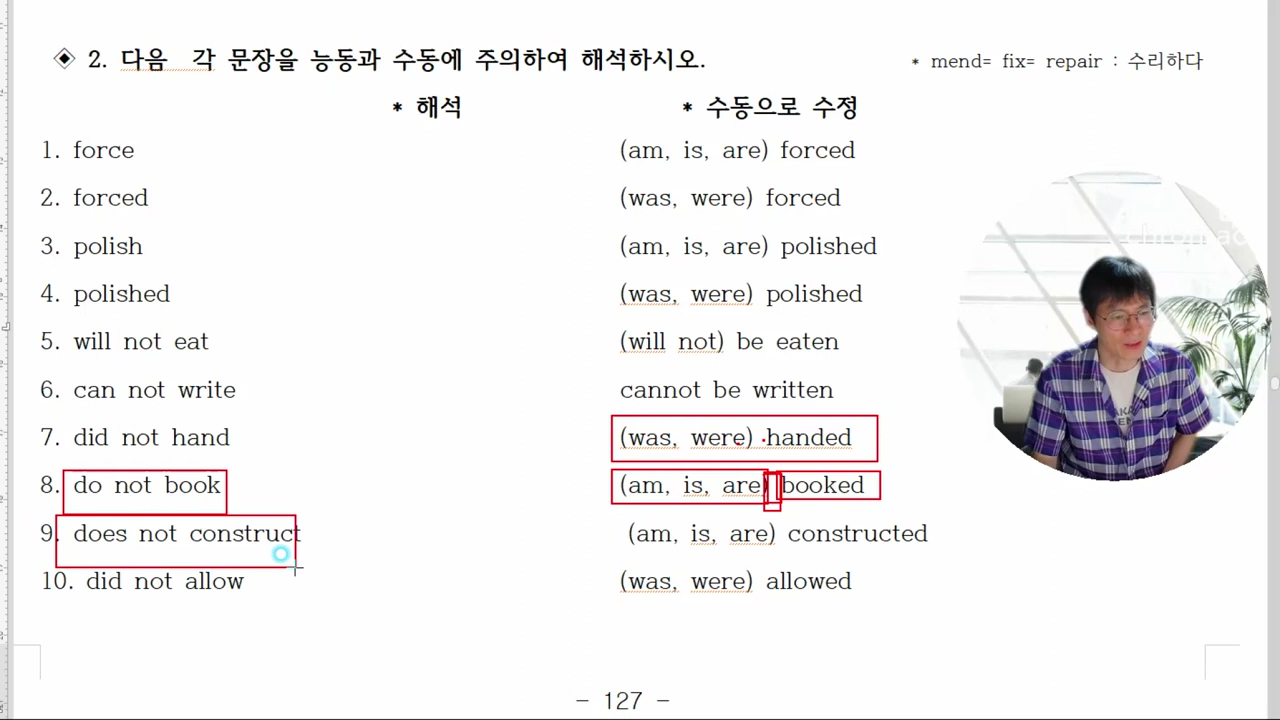 ◈ 2. 다음 각 문장을 능동과 수동에 주의하여 해석하시오.
* mend= fix= repair : 수리하다
* 해석
* 수동으로 수정
1. force (am, is, are) forced
2. forced (was, were) forced
3. polish (am, is, are) polished
4. polished (was, were) polished
5. will not eat (will not) be eaten
6. can not write cannot be written
7. did not hand (was, were) handed
8. do not book (am, is, are) booked
9. does not construct (am, is, are) constructed
10. did not allow (was, were) allowed
- 127 -